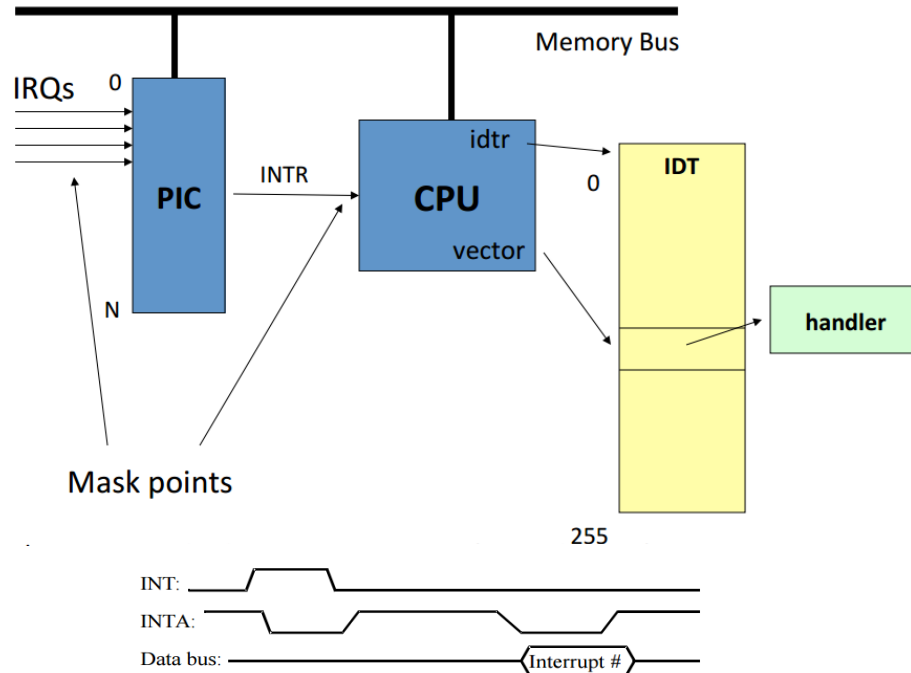 Memory Bus
IRQs
0
idtr
INTR
0
IDT
PIC
CPU
vector
N
handler
Mask points
255
INT:
INTA:
Data bus:
Interrupt #